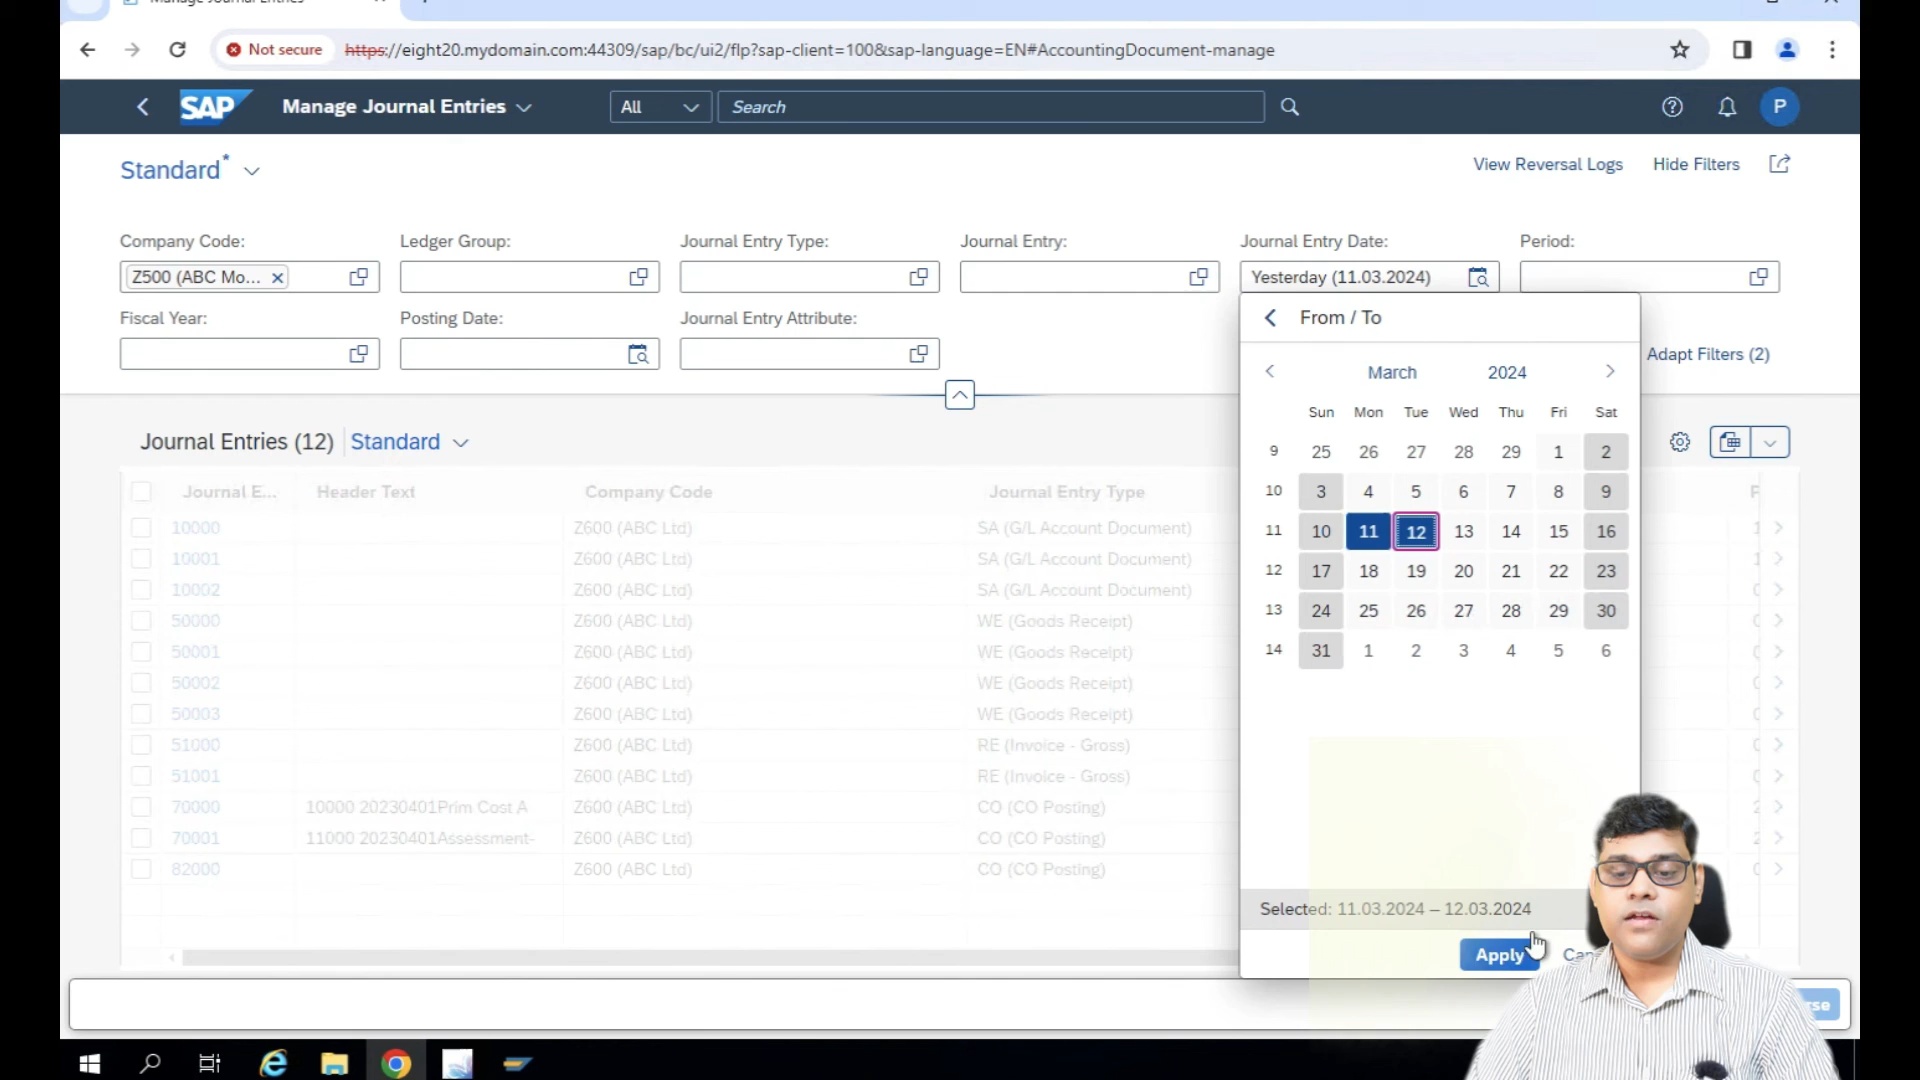 Manage Journal Entries
Not secure
https://eight20.mydomain.com:44309/sap/bc/ui2/flp?sap-client=100&sap-language=EN#AccountingDocument-manage
SAP
Manage Journal Entries
All
Search
P
Standard*
View Reversal Logs
Hide Filters
Company Code:
Ledger Group:
Journal Entry Type:
Journal Entry:
Journal Entry Date:
Period:
Z500 (ABC Mo...
Yesterday (11.03.2024)
Fiscal Year:
Posting Date:
Journal Entry Attribute:
Adapt Filters (2)
From / To
March 2024
Sun Mon Tue Wed Thu Fri Sat
9 25 26 27 28 29 1 2
10 3 4 5 6 7 8 9
11 10 11 12 13 14 15 16
12 17 18 19 20 21 22 23
13 24 25 26 27 28 29 30
14 31 1 2 3 4 5 6
Selected: 11.03.2024 – 12.03.2024
Apply
Journal Entries (12)
Standard
Journal E... Header Text Company Code Journal Entry Type
10000 Z600 (ABC Ltd) SA (G/L Account Document)
10001 Z600 (ABC Ltd) SA (G/L Account Document)
10002 Z600 (ABC Ltd) SA (G/L Account Document)
50000 Z600 (ABC Ltd) WE (Goods Receipt)
50001 Z600 (ABC Ltd) WE (Goods Receipt)
50002 Z600 (ABC Ltd) WE (Goods Receipt)
50003 Z600 (ABC Ltd) WE (Goods Receipt)
51000 Z600 (ABC Ltd) RE (Invoice - Gross)
51001 Z600 (ABC Ltd) RE (Invoice - Gross)
70000 10000 20230401Prim Cost A Z600 (ABC Ltd) CO (CO Posting)
70001 11000 20230401Assessment- Z600 (ABC Ltd) CO (CO Posting)
82000 Z600 (ABC Ltd) CO (CO Posting)